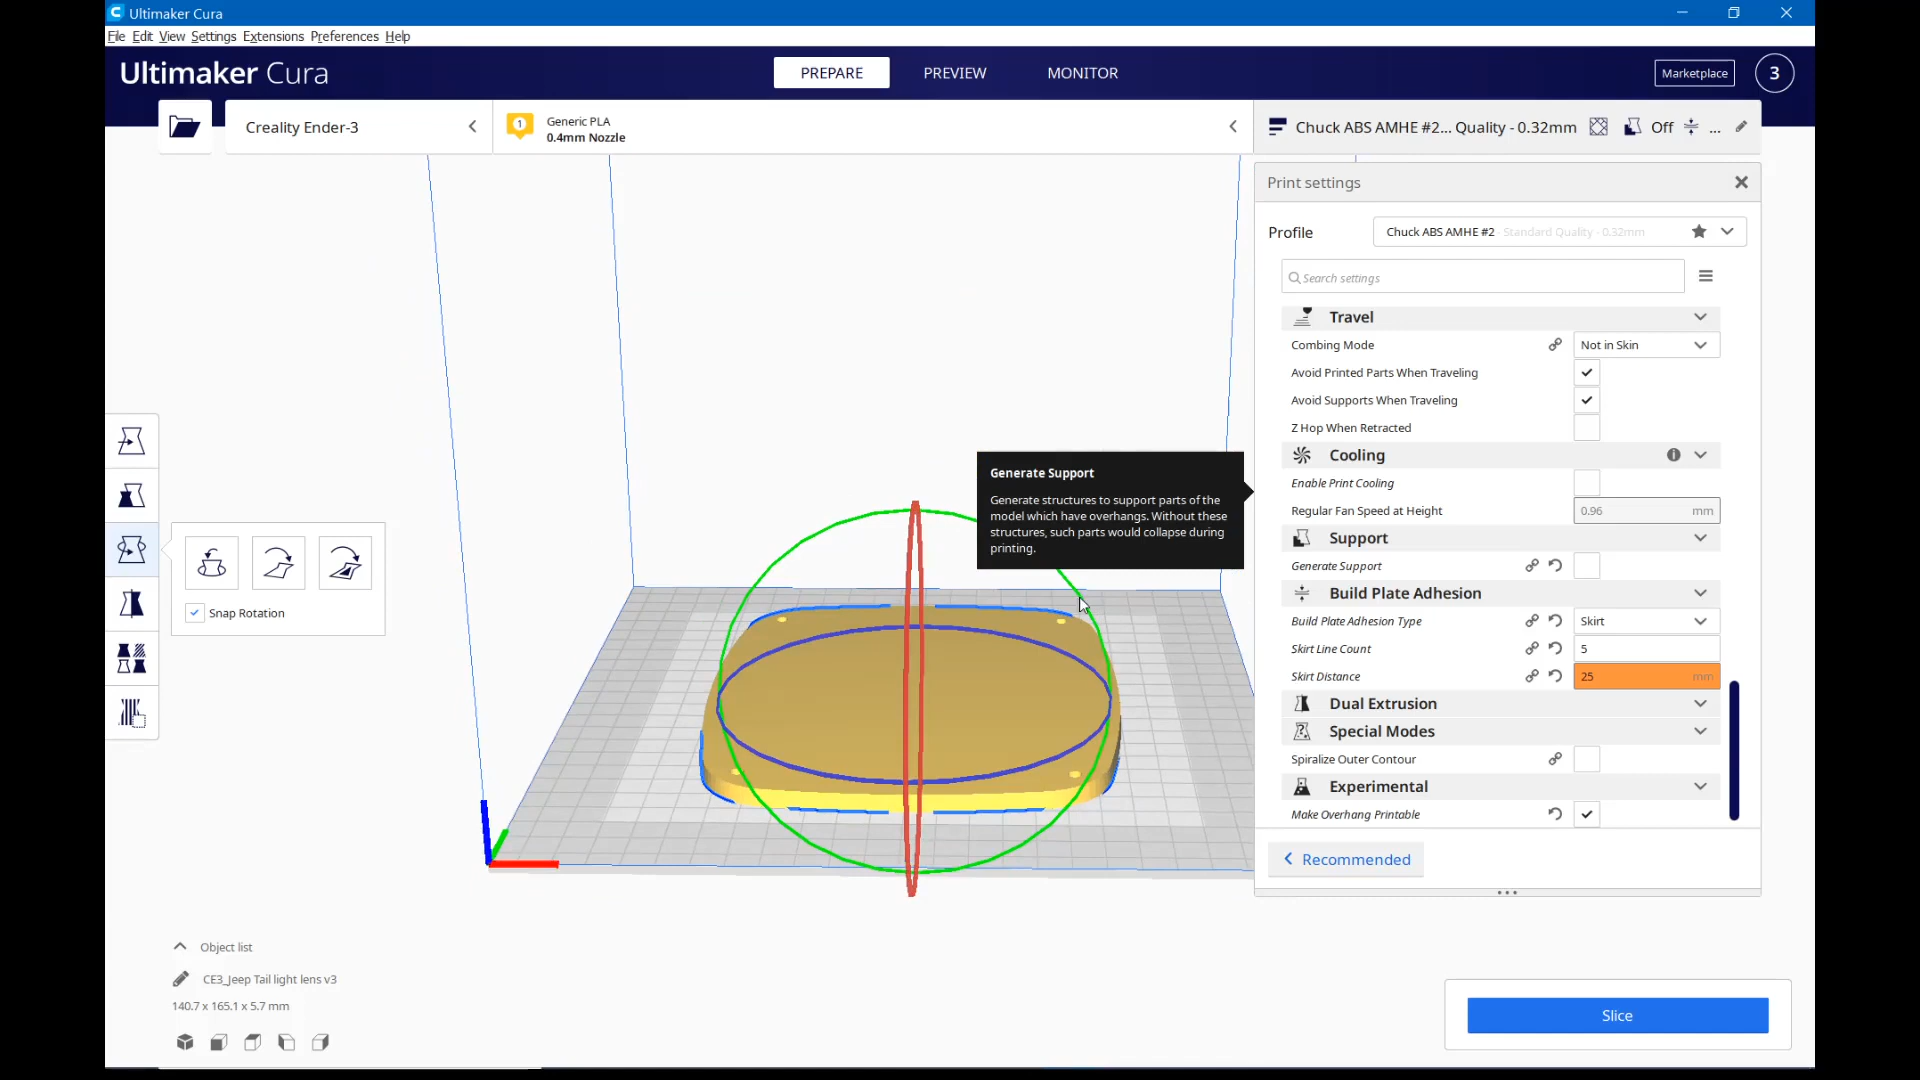 Ultimaker Cura
File Edit View Settings Extensions Preferences Help
Ultimaker Cura
PREPARE
PREVIEW
MONITOR
Marketplace
3
Creality Ender-3
1
Generic PLA
0.4mm Nozzle
Chuck ABS AMHE #2... Quality - 0.32mm
Off
...
Print settings
Profile
Chuck ABS AMHE #2 - Standard Quality - 0.32mm
Search settings
Travel
Combing Mode
Not in Skin
Avoid Printed Parts When Traveling
Avoid Supports When Traveling
Z Hop When Retracted
Cooling
Enable Print Cooling
Regular Fan Speed at Height
0.96 mm
Support
Generate Support
Build Plate Adhesion
Build Plate Adhesion Type
Skirt
Skirt Line Count
5
Skirt Distance
25 mm
Dual Extrusion
Special Modes
Spiralize Outer Contour
Experimental
Make Overhang Printable
Recommended
Generate Support
Generate structures to support parts of the
model which have overhangs. Without these
structures, such parts would collapse during
printing.
Snap Rotation
Object list
CE3_Jeep Tail light lens v3
140.7 x 165.1 x 5.7 mm
Slice